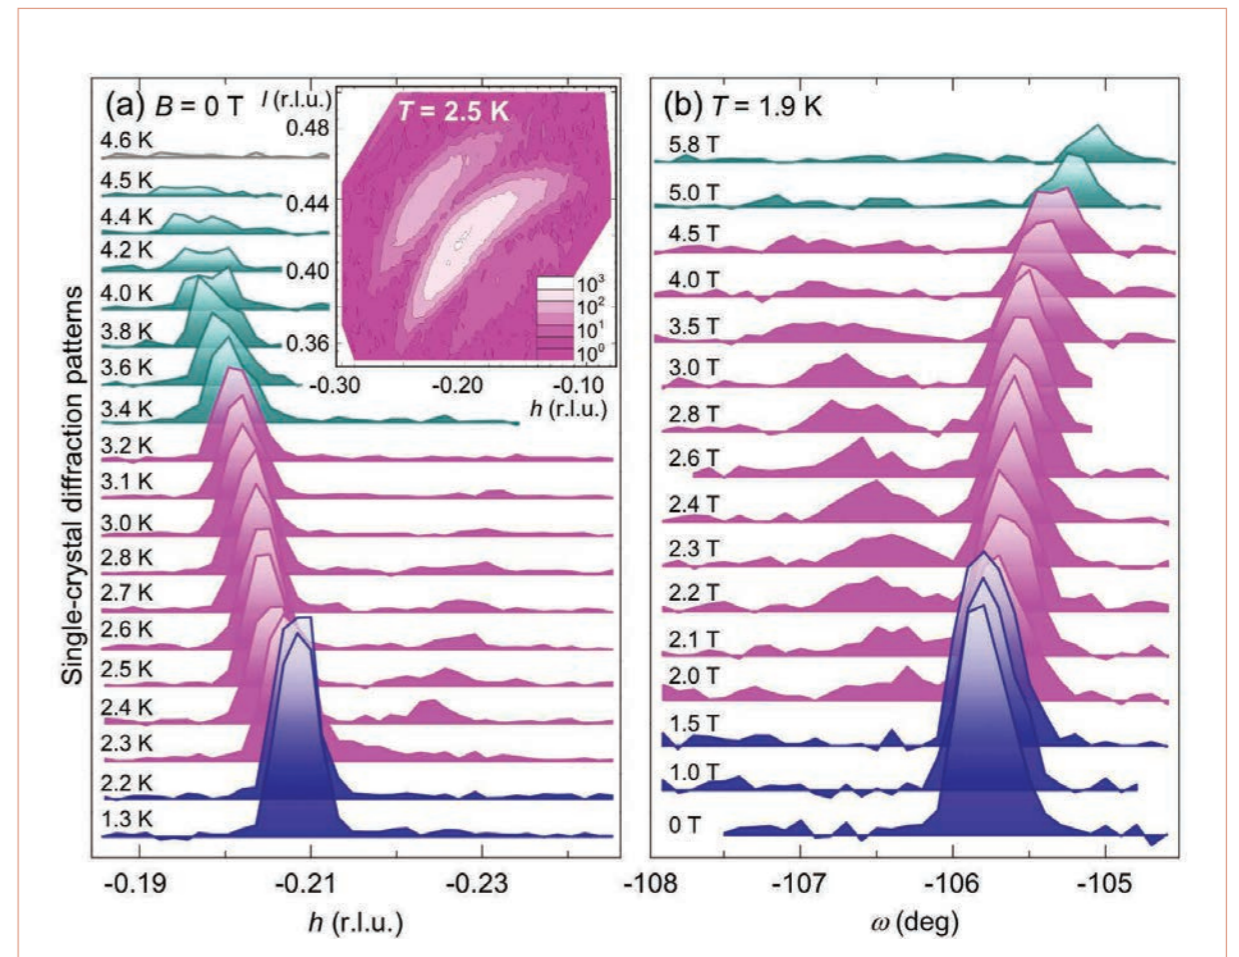 (a) B = 0 T
l (r.l.u.)
T = 2.5 K
0.48
0.44
0.40
0.36
10³
10²
10¹
10⁰
-0.30 -0.20 -0.10
h (r.l.u.)
4.6 K
4.5 K
4.4 K
4.2 K
4.0 K
3.8 K
3.6 K
3.4 K
3.2 K
3.1 K
3.0 K
2.8 K
2.7 K
2.6 K
2.5 K
2.4 K
2.3 K
2.2 K
1.3 K
Single-crystal diffraction patterns
-0.19 -0.21 -0.23
h (r.l.u.)
(b) T = 1.9 K
5.8 T
5.0 T
4.5 T
4.0 T
3.5 T
3.0 T
2.8 T
2.6 T
2.4 T
2.3 T
2.2 T
2.1 T
2.0 T
1.5 T
1.0 T
0 T
-108 -107 -106 -105
ω (deg)